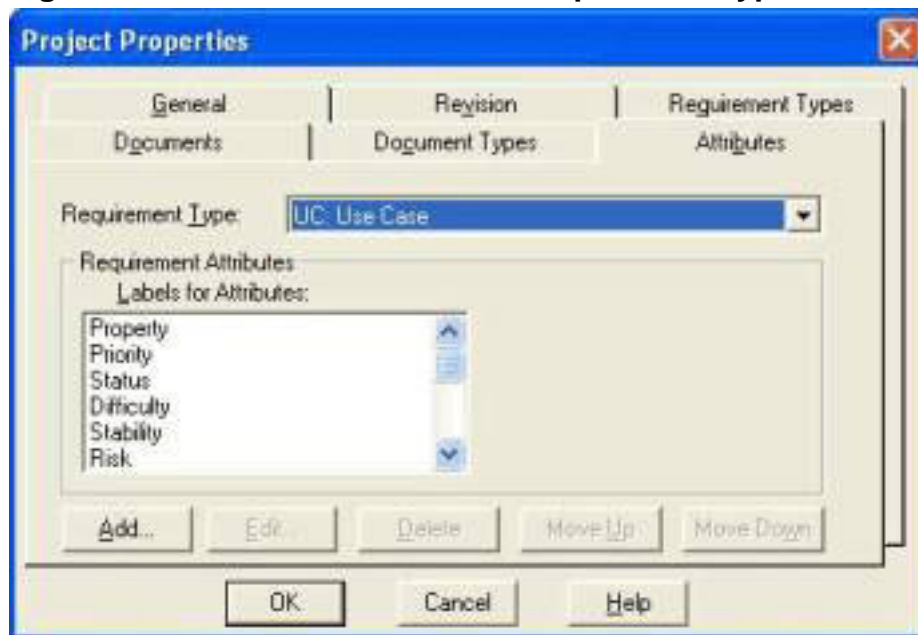 Project Properties
General Revision Requirement Types
Documents Document Types Attributes
Requirement Type: UC: Use Case
Requirement Attributes
Labels for Attributes:
Property
Priority
Status
Difficulty
Stability
Risk
Add... Edit... Delete Move Up Move Down
OK Cancel Help